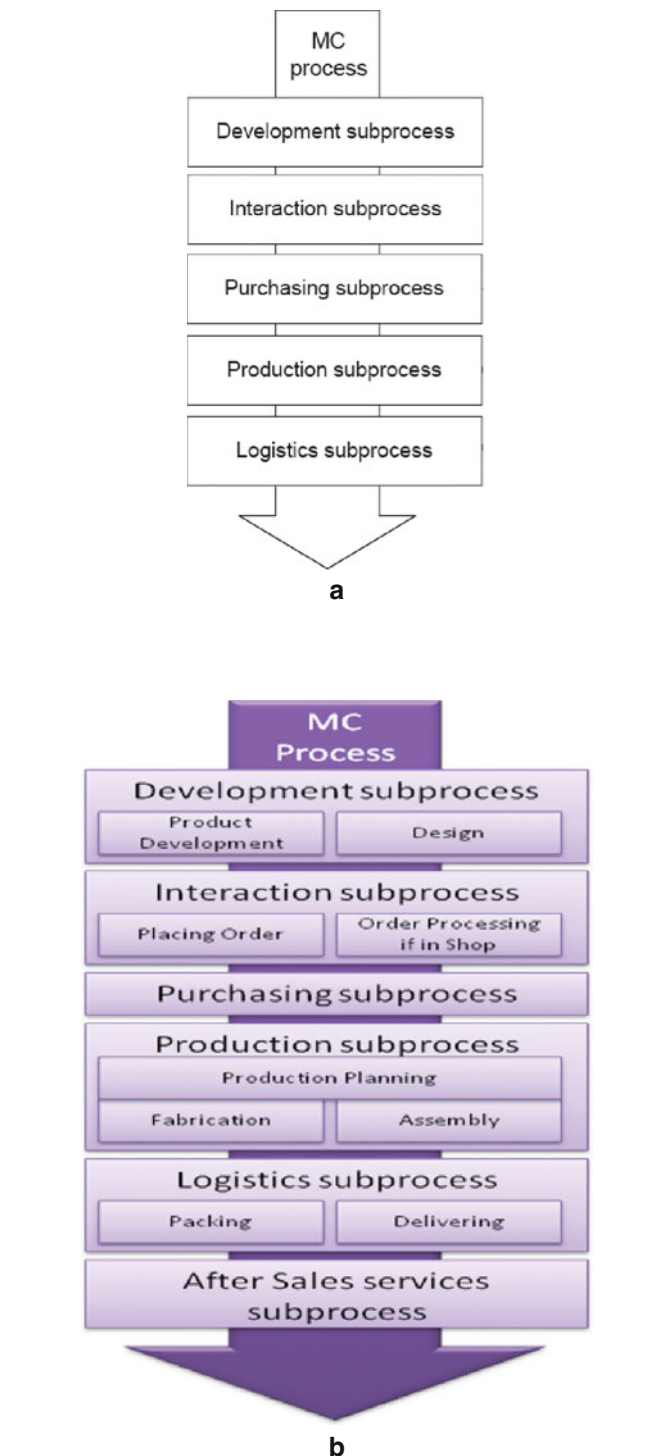 MC
process
Development subprocess
Interaction subprocess
Purchasing subprocess
Production subprocess
Logistics subprocess
a
MC
Process
Development subprocess
Product
Development
Design
Interaction subprocess
Placing Order
Order Processing
if in Shop
Purchasing subprocess
Production subprocess
Production Planning
Fabrication
Assembly
Logistics subprocess
Packing
Delivering
After Sales services
subprocess
b